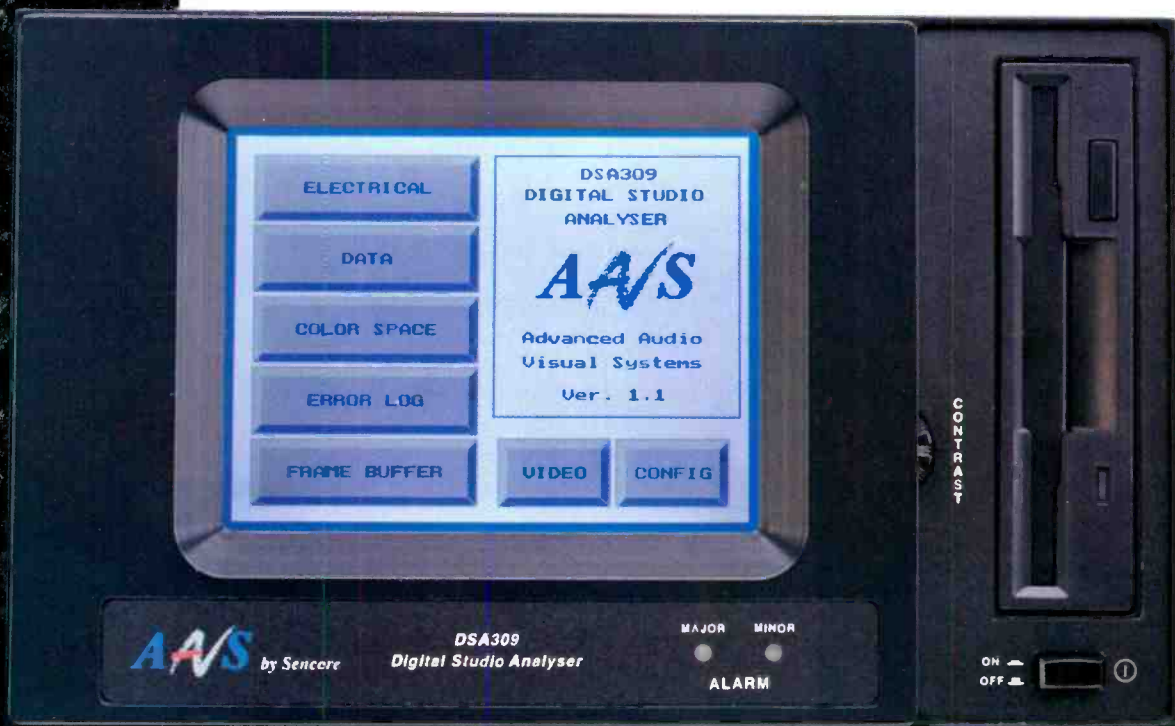 ELECTRICAL
DATA
COLOR SPACE
ERROR LOG
FRAME BUFFER
DSA309
DIGITAL STUDIO
ANALYSER
AAVS
Advanced Audio
Visual Systems
Ver. 1.1
VIDEO
CONFIG
CONTRAST
AAVS by Sencore
DSA309
Digital Studio Analyser
MAJOR MINOR
ALARM
ON
OFF